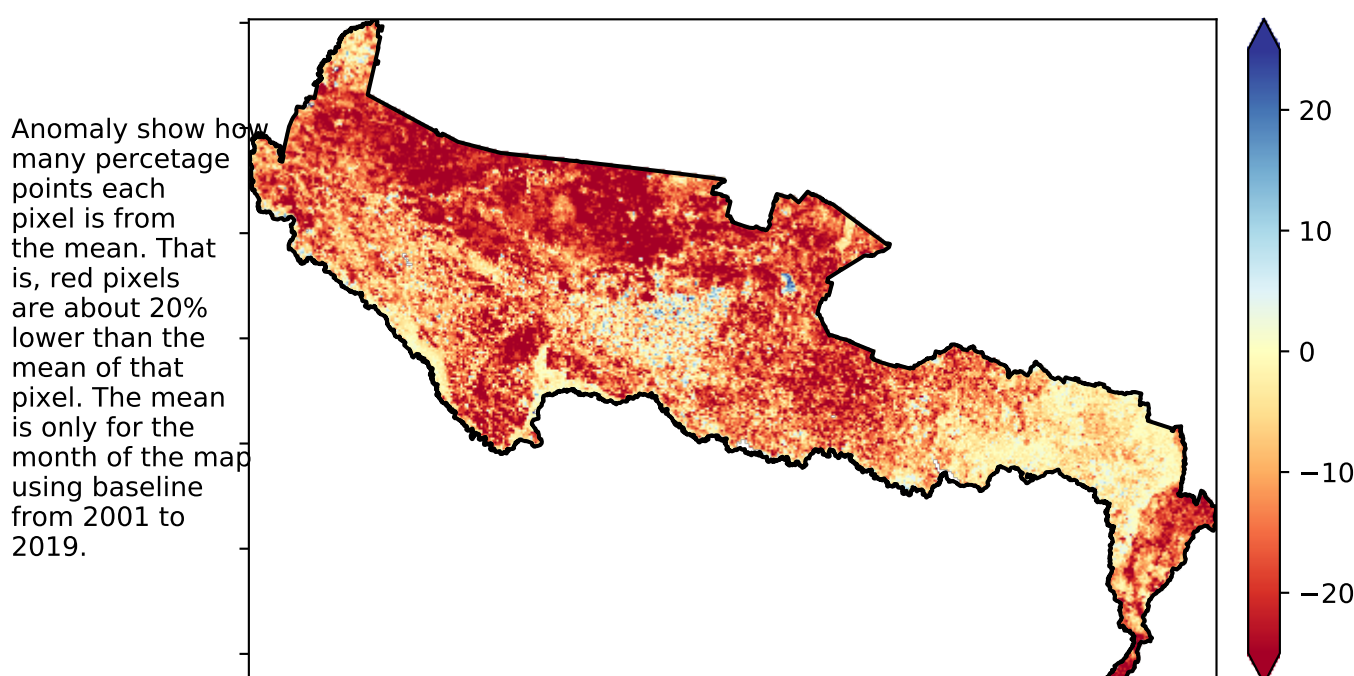 Anomaly show how
many percetage
points each
pixel is from
the mean. That
is, red pixels
are about 20%
lower than the
mean of that
pixel. The mean
is only for the
month of the map
using baseline
from 2001 to
2019.
20
10
0
−10
−20